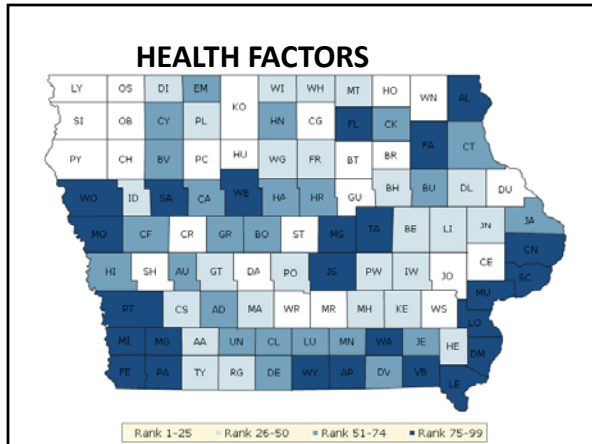 HEALTH FACTORS
LY OS DI EM KO WI WH MT HO WN AL
SI OB CY PL HN CG FL CK FA CT
PY CH BV PC HU WG FR BT BR
WO ID SA CA WE HA HR GU BH BU DL DU
MO CF CR GR BO ST MS TA BE LI JN JA
HI SH AU GT DA PO JS PW IW JO CE CN SC
PT CS AD MA WR MR MH KE WS MU LO
MI MG AA UN CL LU MN WA JE HE DM
FE PA TY RG DE WY AP DV VB LE
Rank 1-25 Rank 26-50 Rank 51-74 Rank 75-99